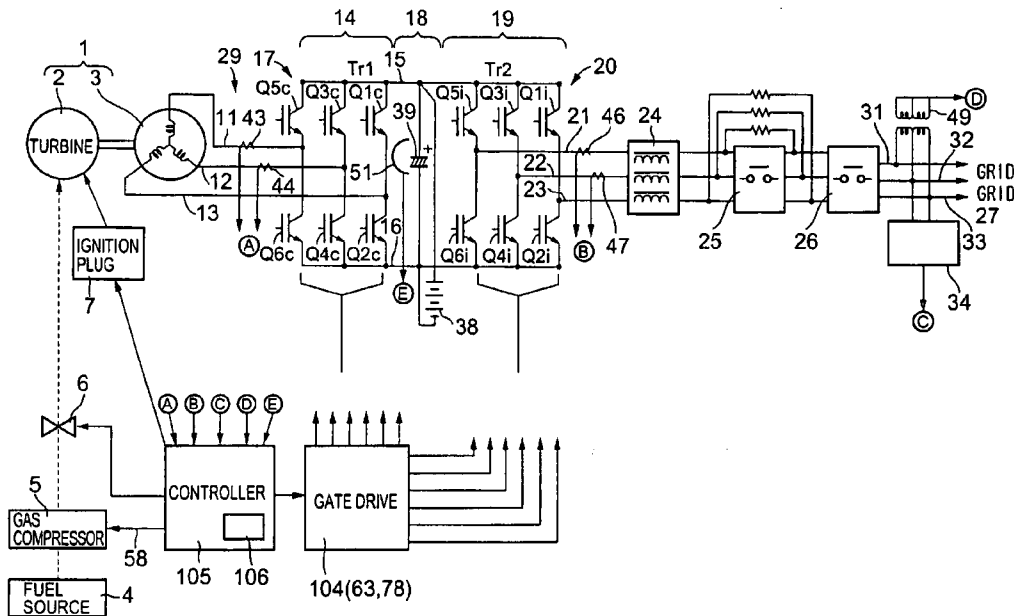 14
18
19
1
2
3
29
17
Tr1
15
Tr2
20
Q5c
Q3c
Q1c
39
Q5i
Q3i
Q1i
21
46
24
49
D
31
32
TURBINE
11
43
+
GRID
GRID
12
44
51
22
23
27
13
16
25
26
33
A
B
47
34
IGNITION
PLUG
7
Q6c
Q4c
Q2c
E
Q6i
Q4i
Q2i
38
C
6
A
B
C
D
E
5
GAS
COMPRESSOR
CONTROLLER
GATE DRIVE
58
105
106
104(63,78)
FUEL
SOURCE
4